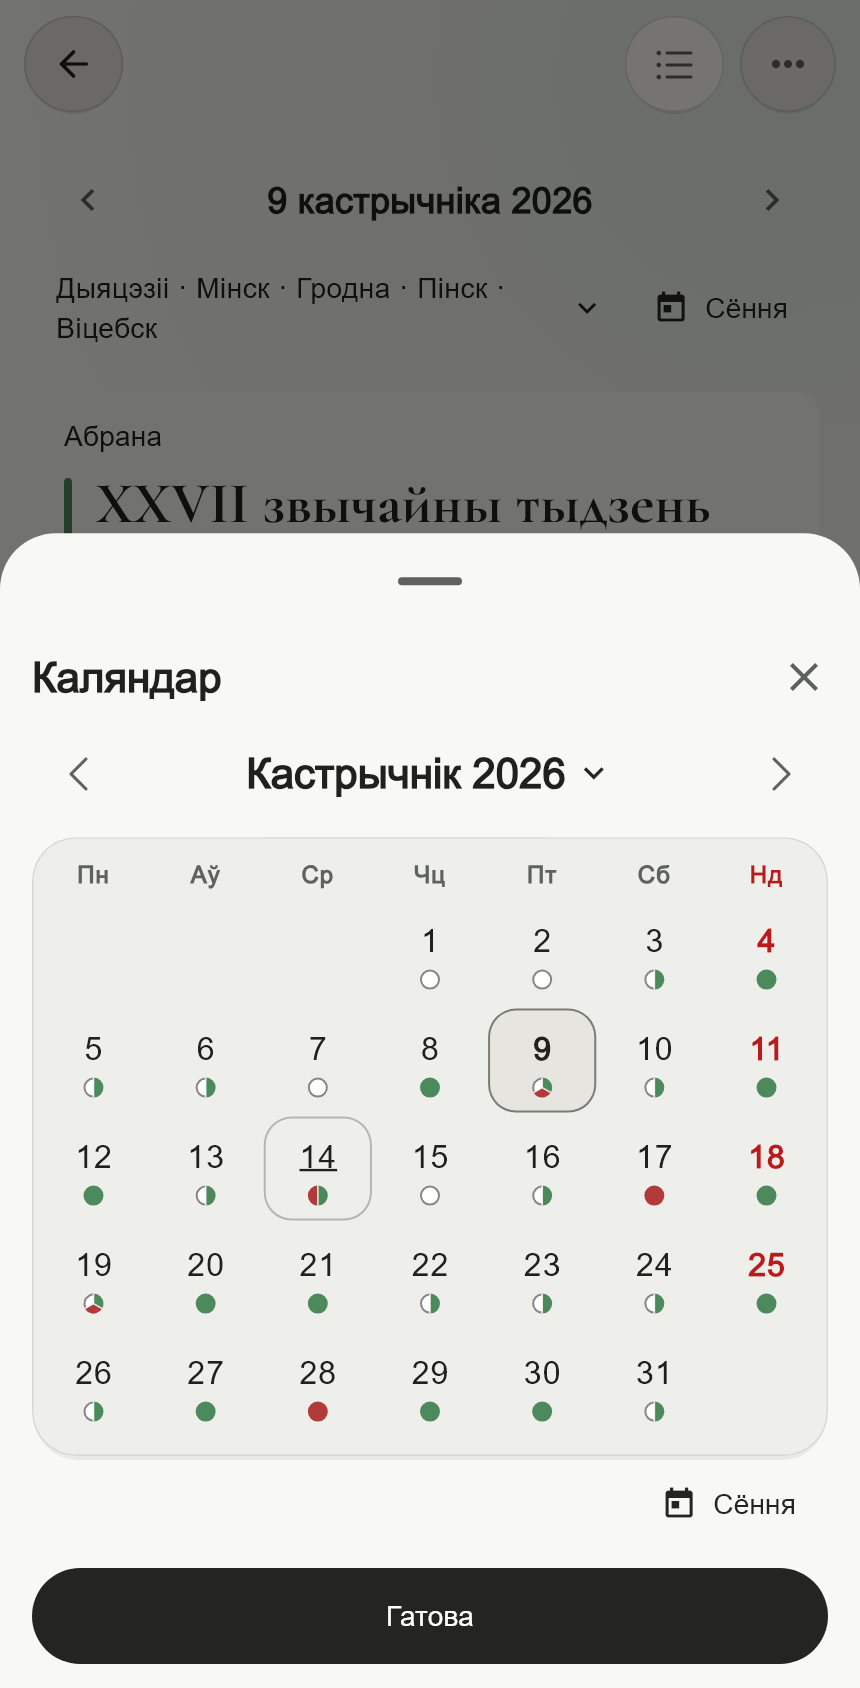 9 кастрычніка 2026
Дыяцэзіі · Мінск · Гродна · Пінск ·
Віцебск
Сёння
Абрана
XXVII звычайны тыдзень
Каляндар
Кастрычнік 2026
Пн Аў Ср Чц Пт Сб Нд
1 2 3 4
5 6 7 8 9 10 11
12 13 14 15 16 17 18
19 20 21 22 23 24 25
26 27 28 29 30 31
Сёння
Гатова